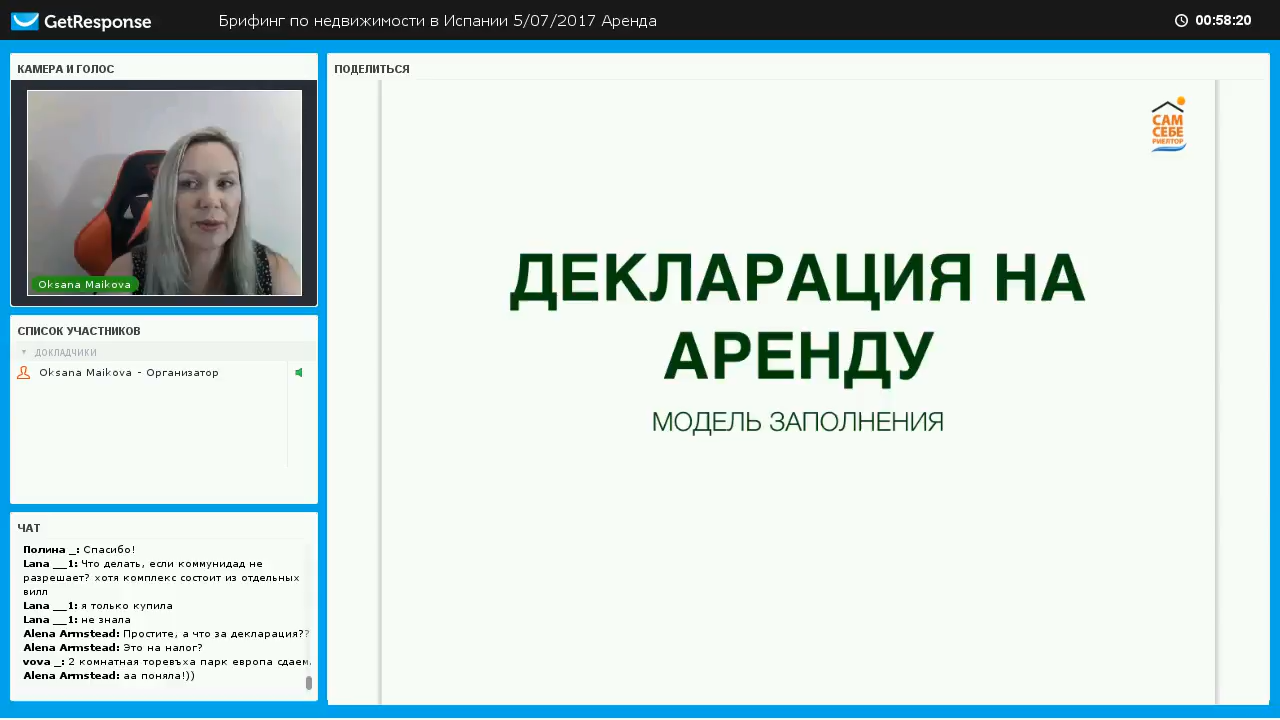 GetResponse
Брифинг по недвижимости в Испании 5/07/2017 Аренда
00:58:20
КАМЕРА И ГОЛОС
Oksana Maikova
СПИСОК УЧАСТНИКОВ
ДОКЛАДЧИКИ
Oksana Maikova - Организатор
ЧАТ
Полина _: Спасибо!
Lana __1: Что делать, если коммунидад не
разрешает? хотя комплекс состоит из отдельных
вилл
Lana __1: я только купила
Lana __1: не знала
Alena Armstead: Простите, а что за декларация??
Alena Armstead: Это на налог?
vova _: 2 комнатная торевъха парк европа сдаем.
Alena Armstead: аа поняла!))
ПОДЕЛИТЬСЯ
САМ
СЕБЕ
РИЕЛТОР
ДЕКЛАРАЦИЯ НА
АРЕНДУ
МОДЕЛЬ ЗАПОЛНЕНИЯ